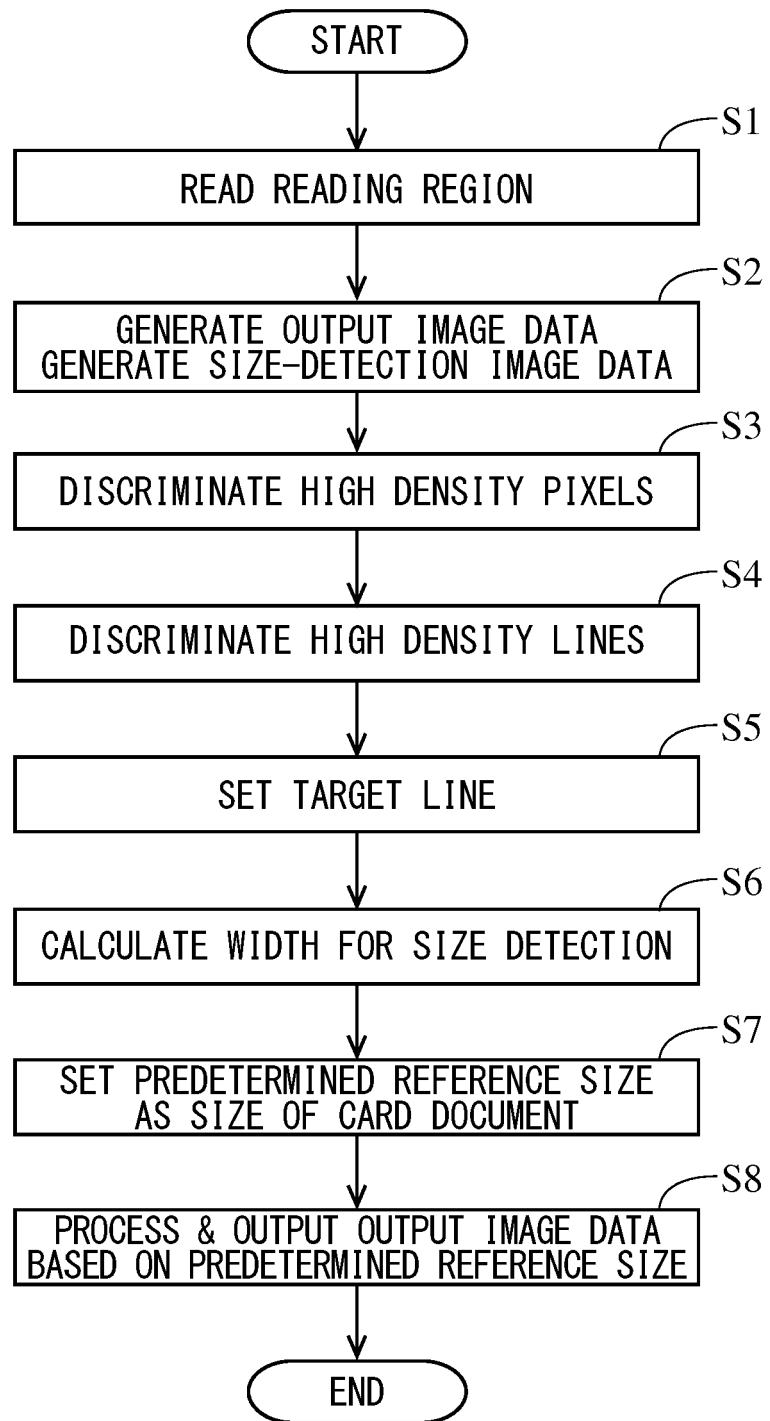 START
S1
READ READING REGION
S2
GENERATE OUTPUT IMAGE DATA
GENERATE SIZE-DETECTION IMAGE DATA
S3
DISCRIMINATE HIGH DENSITY PIXELS
S4
DISCRIMINATE HIGH DENSITY LINES
S5
SET TARGET LINE
S6
CALCULATE WIDTH FOR SIZE DETECTION
S7
SET PREDETERMINED REFERENCE SIZE
AS SIZE OF CARD DOCUMENT
S8
PROCESS & OUTPUT OUTPUT IMAGE DATA
BASED ON PREDETERMINED REFERENCE SIZE
END